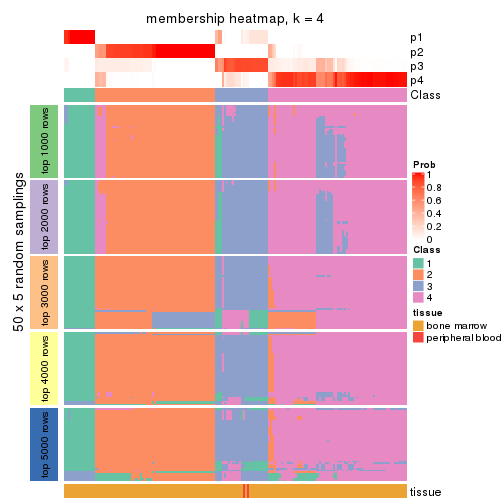 membership heatmap, k = 4
p1
p2
p3
p4
Class
50 x 5 random samplings
top 1000 rows
top 2000 rows
top 3000 rows
top 4000 rows
top 5000 rows
Prob
1
0.8
0.6
0.4
0.2
0
Class
1
2
3
4
tissue
bone marrow
peripheral blood
tissue